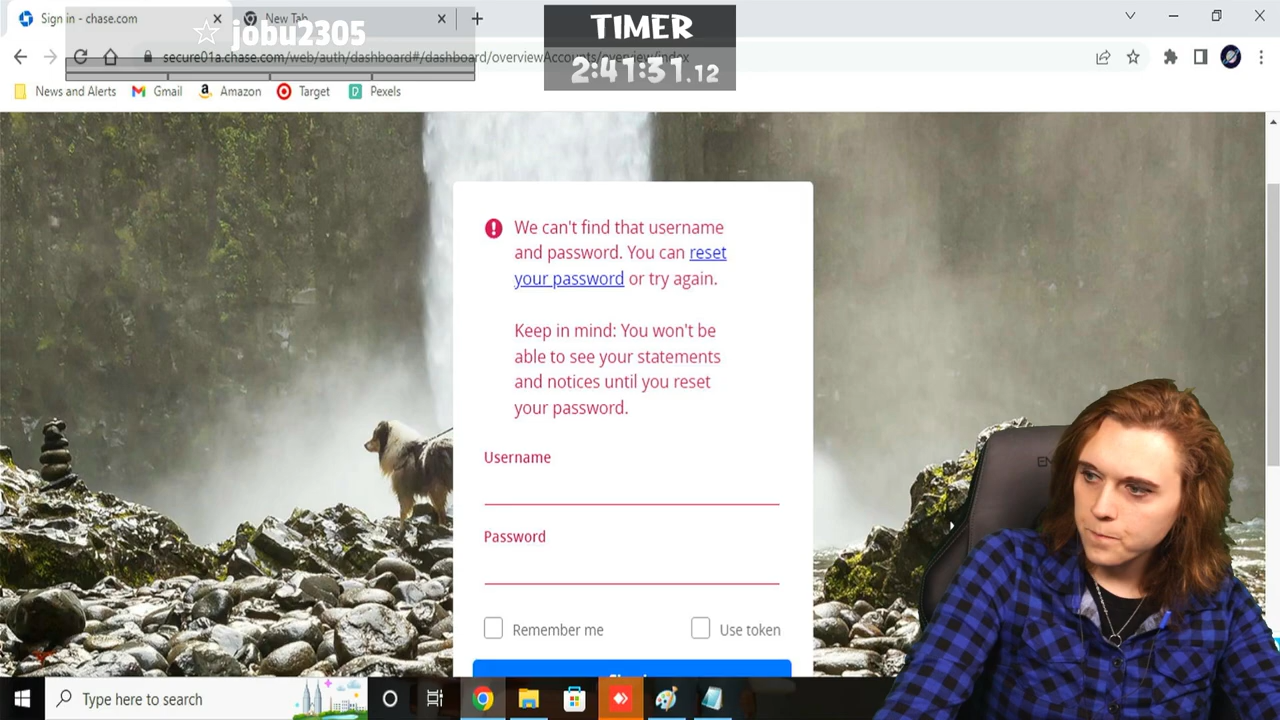 Sign in - chase.com
New Tab
jobu2305
TIMER
2:41:31.12
secure01a.chase.com/web/auth/dashboard#/dashboard/overviewAccounts/overview/index
News and Alerts
Gmail
Amazon
Target
Pexels
We can't find that username
and password. You can reset
your password or try again.
Keep in mind: You won't be
able to see your statements
and notices until you reset
your password.
Username
Password
Remember me
Use token
Type here to search